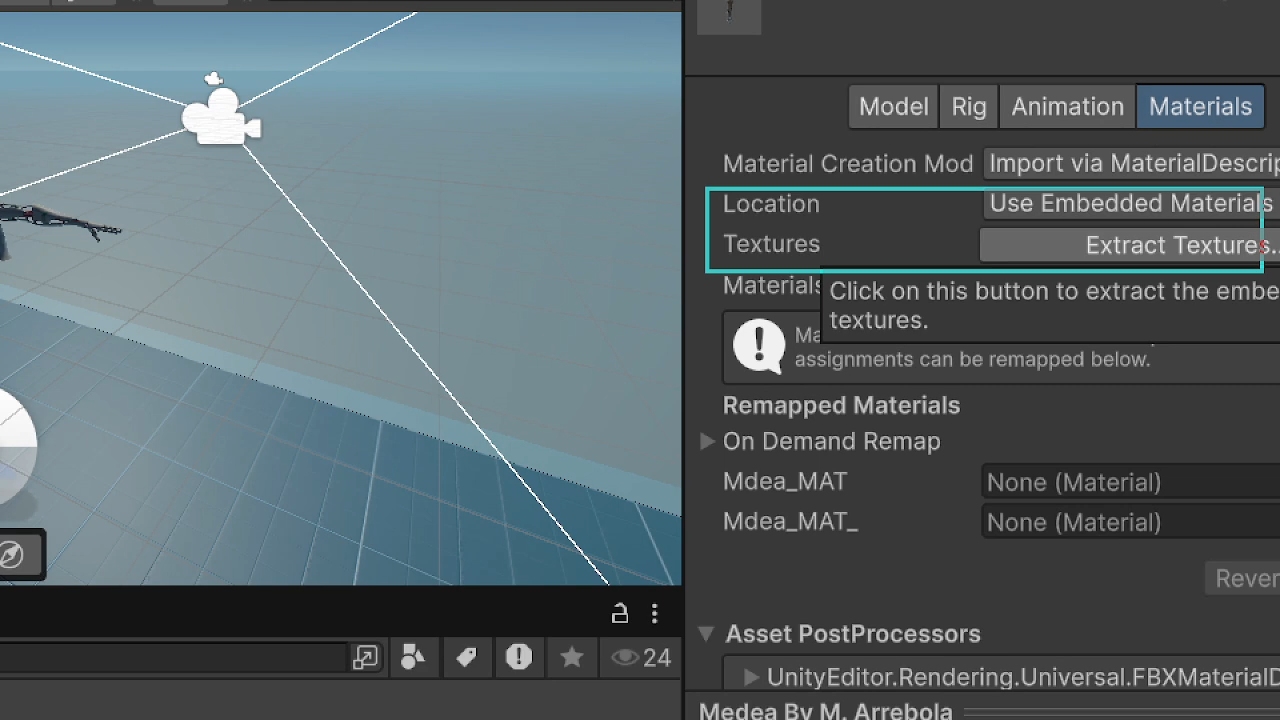 Model Rig Animation Materials
Material Creation Mod Import via MaterialDescrip
Location Use Embedded Materials
Textures Extract Textures..
Materials
Click on this button to extract the embe
textures.
Ma
assignments can be remapped below.
Remapped Materials
On Demand Remap
Mdea_MAT None (Material)
Mdea_MAT_ None (Material)
Rever
Asset PostProcessors
24
UnityEditor.Rendering.Universal.FBXMaterialD
Medea By M. Arrebola